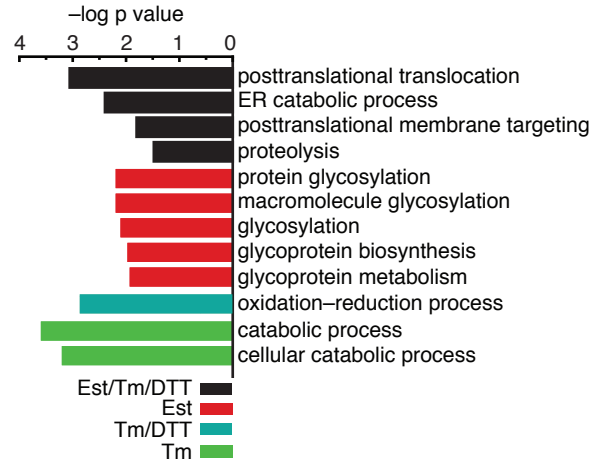 –log p value
4 3 2 1 0
posttranslational translocation
ER catabolic process
posttranslational membrane targeting
proteolysis
protein glycosylation
macromolecule glycosylation
glycosylation
glycoprotein biosynthesis
glycoprotein metabolism
oxidation–reduction process
catabolic process
cellular catabolic process
Est/Tm/DTT
Est
Tm/DTT
Tm